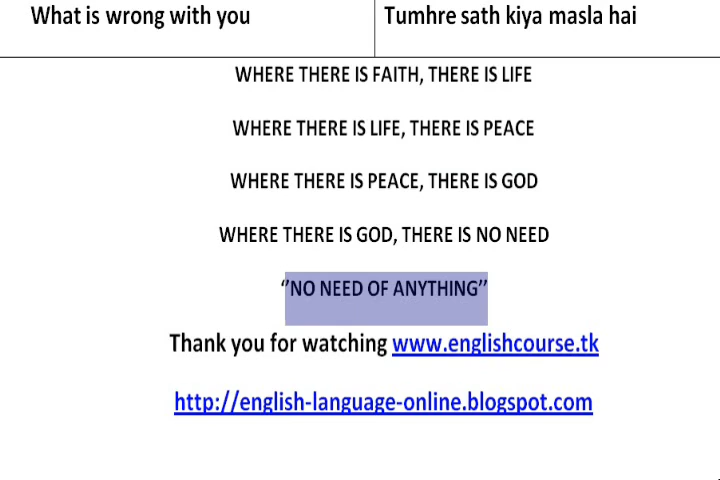 What is wrong with you
Tumhre sath kiya masla hai
WHERE THERE IS FAITH, THERE IS LIFE
WHERE THERE IS LIFE, THERE IS PEACE
WHERE THERE IS PEACE, THERE IS GOD
WHERE THERE IS GOD, THERE IS NO NEED
‘’NO NEED OF ANYTHING’’
Thank you for watching www.englishcourse.tk
http://english-language-online.blogspot.com